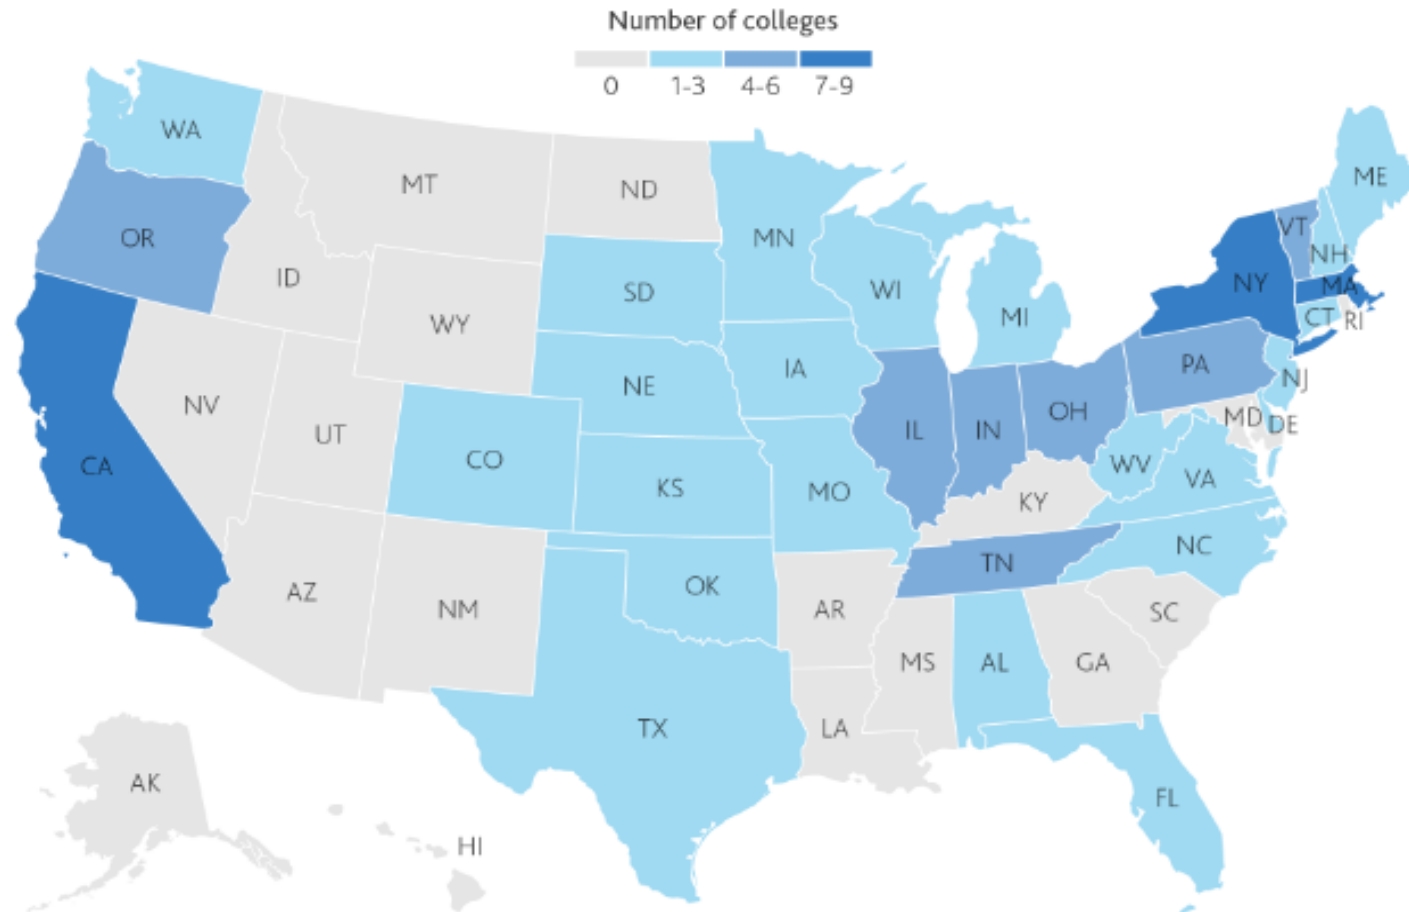 Number of colleges
0 1-3 4-6 7-9
WA
ME
MT
ND
VT
OR
MN
NH
ID
NY
MA
SD
WI
CT RI
WY
MI
PA
IA
NJ
NE
NV
OH
MD DE
UT
IL
IN
CO
CA
WV
KS
MO
VA
KY
NC
TN
OK
AZ
NM
AR
SC
MS
AL
GA
TX
LA
AK
FL
HI